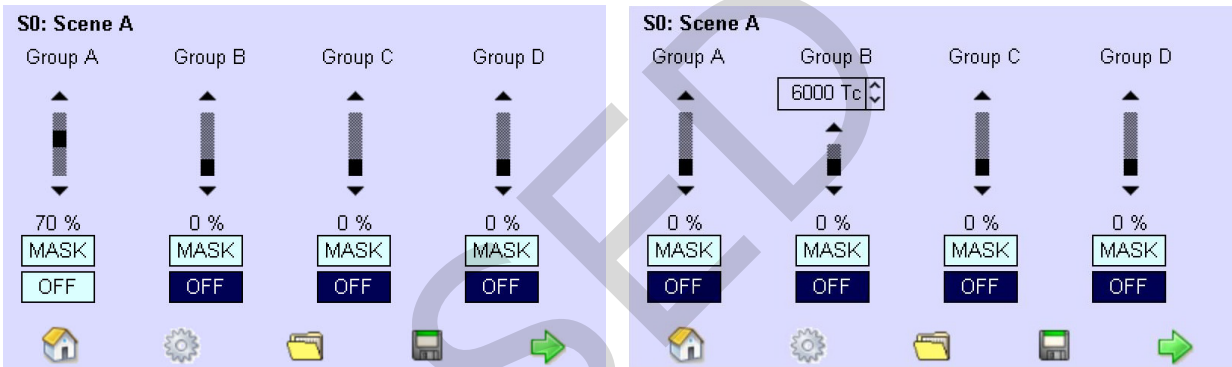 S0: Scene A
Group A Group B Group C Group D
70 % 0 % 0 % 0 %
MASK MASK MASK MASK
OFF OFF OFF OFF
S0: Scene A
Group A Group B Group C Group D
6000 Tc
0 % 0 % 0 % 0 %
MASK MASK MASK MASK
OFF OFF OFF OFF
SED